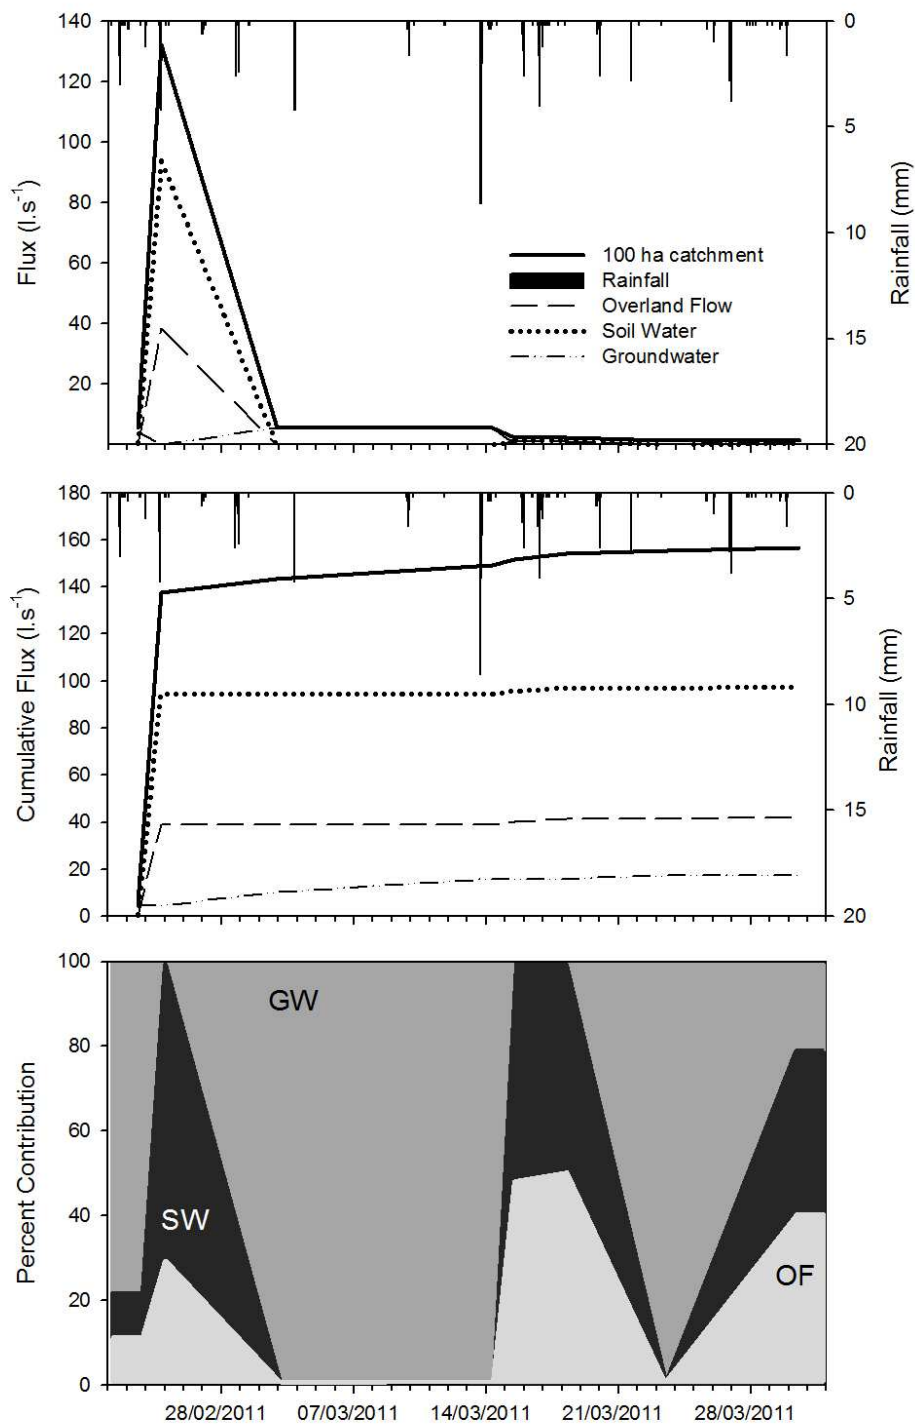 140
120
100
80
60
40
20
Flux (l.s⁻¹)
0
5
10
15
20
Rainfall (mm)
100 ha catchment
Rainfall
Overland Flow
Soil Water
Groundwater
180
160
140
120
100
80
60
40
20
0
Cumulative Flux (l.s⁻¹)
0
5
10
15
20
Rainfall (mm)
100
80
60
40
20
0
Percent Contribution
GW
SW
OF
28/02/2011 07/03/2011 14/03/2011 21/03/2011 28/03/2011